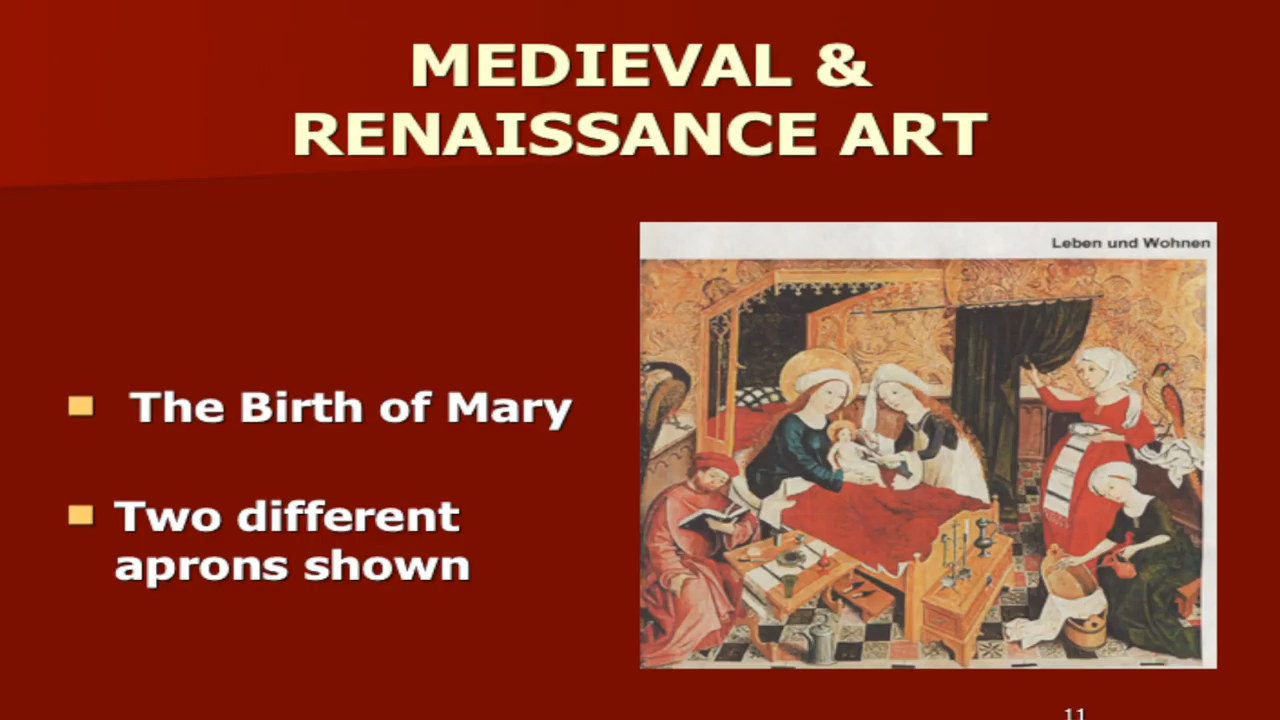 MEDIEVAL &
RENAISSANCE ART
Leben und Wohnen
The Birth of Mary
Two different
aprons shown
11